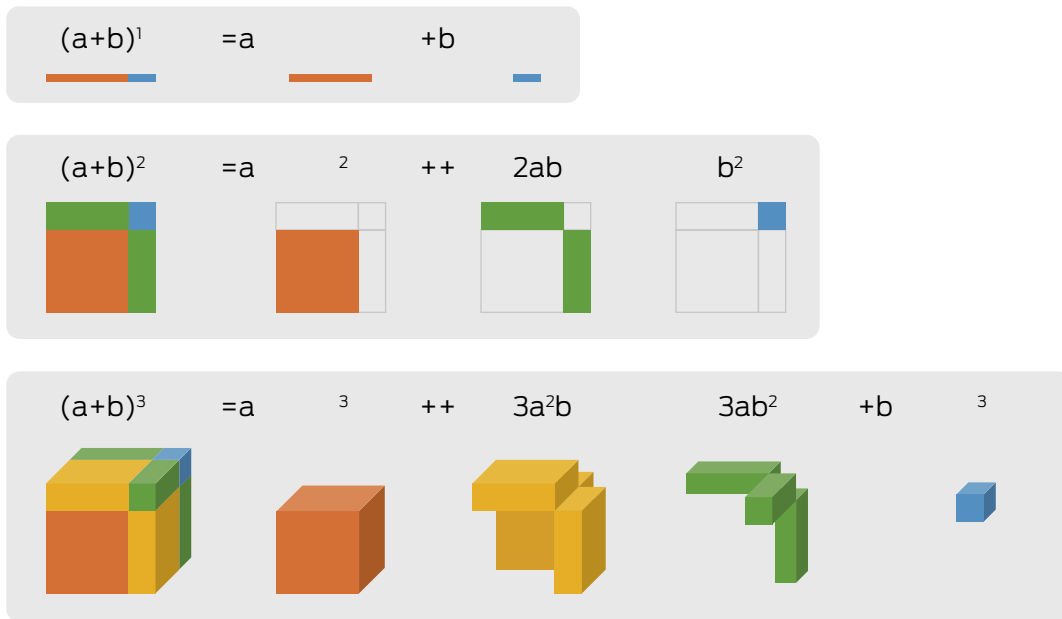 (a+b)¹ =a +b
(a+b)² =a ² ++ 2ab b²
(a+b)³ =a ³ ++ 3a²b 3ab² +b ³